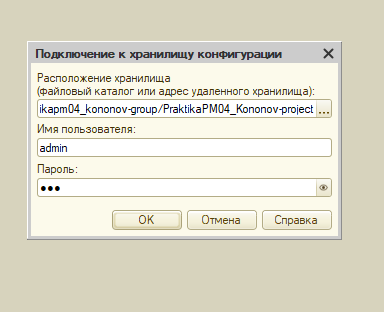 Подключение к хранилищу конфигурации
Расположение хранилища
(Файловый каталог или адрес удаленного хранилища):
ikapm04_kononov-group/PraktikaPM04_Kononov-project
...
Имя пользователя:
admin
Пароль:
●●●
OK
Отмена
Справка